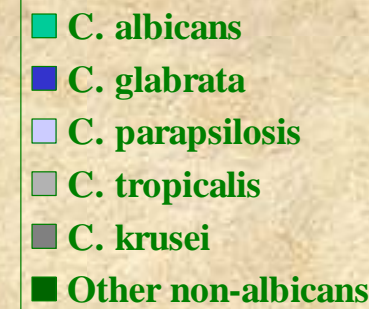 C. albicans
C. glabrata
C. parapsilosis
C. tropicalis
C. krusei
Other non-albicans